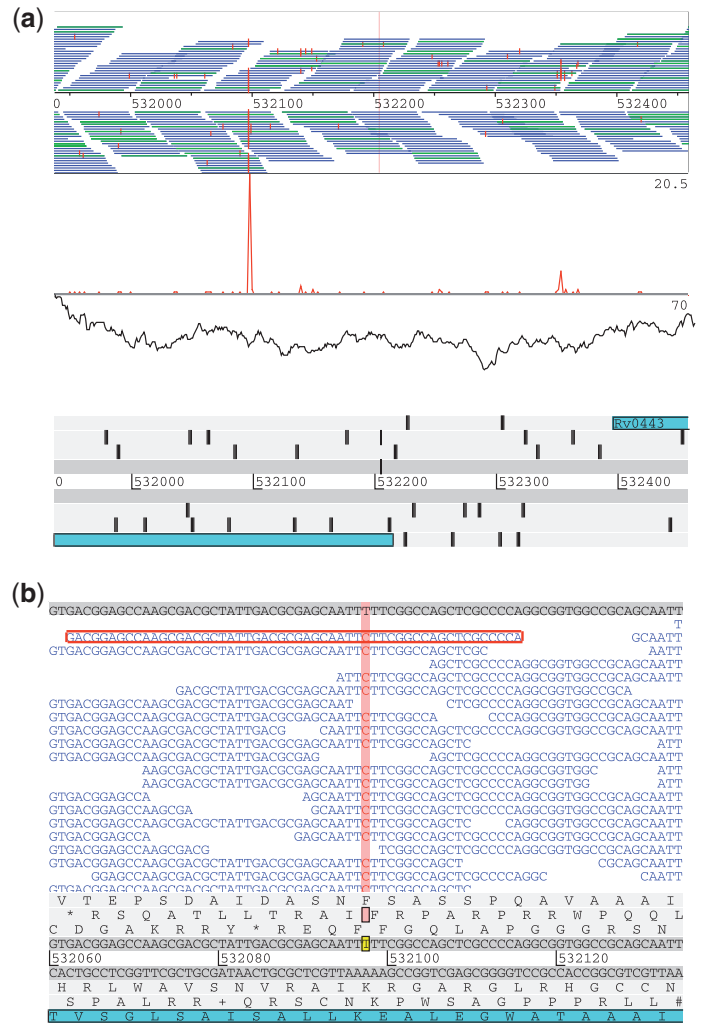 (a)
0 532000 532100 532200 532300 532400
20.5
70
Rv0443
0 532000 532100 532200 532300 532400
(b)
GTGACGGAGCCAAGCGACGCTATTGACGCGAGCAATTTTTCGGCCAGCTCGCCCCAGGCGGTGGCCGCAGCAATT
T
GACGGAGCCAAGCGACGCTATTGACGCGAGCAATTCTTCGGCCAGCTCGCCCCA GCAATT
GTGACGGAGCCAAGCGACGCTATTGACGCGAGCAATTCTTCGGCCAGCTCGC AATT
AGCTCGCCCCAGGCGGTGGCCGCAGCAATT
ATTCTTCGGCCAGCTCGCCCCAGGCGGTGGCCGCAGCAATT
GACGCTATTGACGCGAGCAATTCTTCGGCCAGCTCGCCCCAGGCGGTGGCCGCA
GTGACGGAGCCAAGCGACGCTATTGACGCGAGCAAT CTCGCCCCAGGCGGTGGCCGCAGCAATT
GTGACGGAGCCAAGCGACGCTATTGACGCGAGCAATTCTTCGGCCA CCCAGGCGGTGGCCGCAGCAATT
GTGACGGAGCCAAGCGACGCTATTGACG CAATTCTTCGGCCAGCTCGCCCCAGGCGGTGGCCGCAGCAATT
GTGACGGAGCCAAGCGACGCTATTGACGCGAGCAATTCTTCGGCCAGCTC ATT
GTGACGGAGCCAAGCGACGCTATTGACGCGAG AGCTCGCCCCAGGCGGTGGCCGCAGCAATT
AAGCGACGCTATTGACGCGAGCAATTCTTCGGCCAGCTCGCCCCAGGCGGTGGC ATT
AAGCGACGCTATTGACGCGAGCAATTCTTCGGCCAGCTCGCCCCAGGCGGTGG ATT
GTGACGGAGCCA AGCAATTCTTCGGCCAGCTCGCCCCAGGCGGTGGCCGCAGCAATT
GTGACGGAGCCAAGCGA GCAATTCTTCGGCCAGCTCGCCCCAGGCGGTGGCCGCAGCAATT
GTGACGGAGCCAAGCGACGCTATTGACGCGAGCAATTCTTCGGCCAGCTC CCAGGCGGTGGCCGCAGCAATT
GTGACGGAGCCA GAGCAATTCTTCGGCCAGCTCGCCCCAGGCGGTGGCCGCAGCAATT
GTGACGGAGCCAAGCGACG TCGGCCAGCTCGCCCCAGGCGGTGGCCGCAGCAATT
GTGACGGAGCCAAGCGACGCTATTGACGCGAGCAATTCTTCGGCCAGCT CGCAGCAATT
GGAGCCAAGCGACGCTATTGACGCGAGCAATTCTTCGGCCAGCTCGCCCCAGGC CAATT
GTGACGGAGCCAAGCGACGCTATTGACGCGAGCAATTCTTCGGCCAGCTC
V T E P S D A I D A S N F S A S S P Q A V A A A I
* R S Q A T L L T R A I F R P A R P R R W P Q Q L
C D G A K R R Y * R E Q F F G Q L A P G G G R S N
GTGACGGAGCCAAGCGACGCTATTGACGCGAGCAATTTTTCGGCCAGCTCGCCCCAGGCGGTGGCCGCAGCAATT
532060 532080 532100 532120
CACTGCCTCGGTTCGCTGCGATAACTGCGCTCGTTAAAAAGCCGGTCGAGCGGGGTCCGCCACCGGCGTCGTTAA
H R L W A V S N V R A I K R G A R G L R H G C C N
S P A L R R + Q R S C N K P W S A G P P R L L #
T V S G L S A I S A L L K E A L E G W A T A A A I